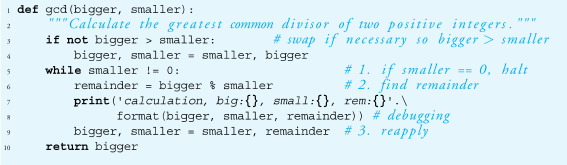 1 def gcd(bigger, smaller):
2 """Calculate the greatest common divisor of two positive integers."""
3 if not bigger > smaller: # swap if necessary so bigger > smaller
4 bigger, smaller = smaller, bigger
5 while smaller != 0: # 1. if smaller == 0, halt
6 remainder = bigger % smaller # 2. find remainder
7 print('calculation, big:{}, small:{}, rem:{}'.\
8 format(bigger, smaller, remainder)) # debugging
9 bigger, smaller = smaller, remainder # 3. reapply
10 return bigger